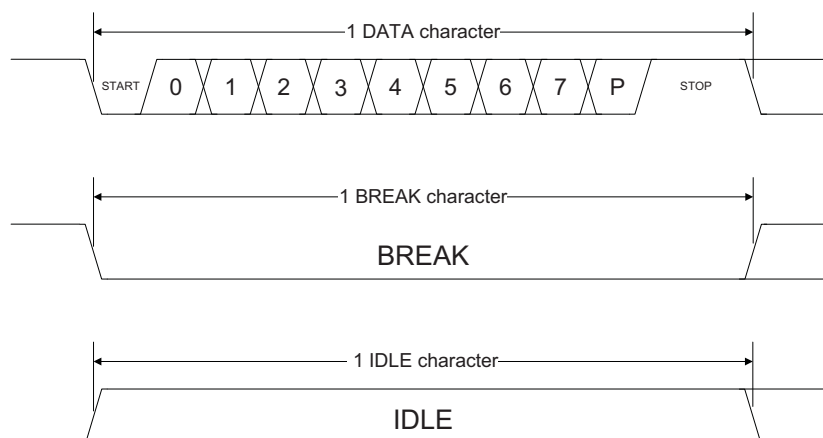 1 DATA character
START 0 1 2 3 4 5 6 7 P STOP
1 BREAK character
BREAK
1 IDLE character
IDLE